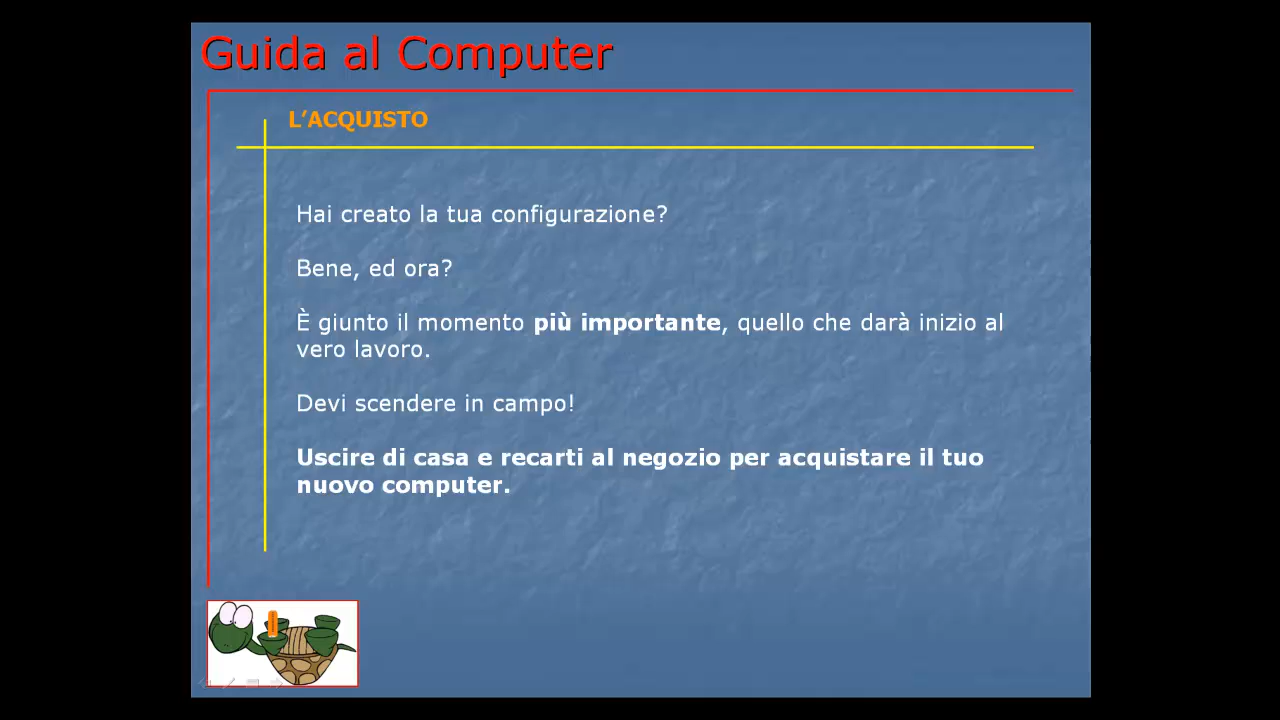 Guida al Computer
L’ACQUISTO
Hai creato la tua configurazione?
Bene, ed ora?
È giunto il momento più importante, quello che darà inizio al
vero lavoro.
Devi scendere in campo!
Uscire di casa e recarti al negozio per acquistare il tuo
nuovo computer.